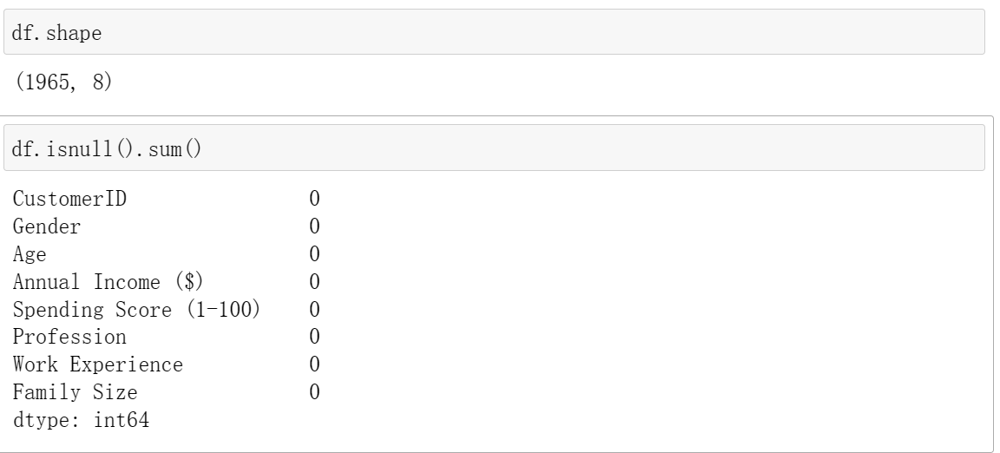 df.shape
(1965, 8)
df.isnull().sum()
CustomerID 0
Gender 0
Age 0
Annual Income ($) 0
Spending Score (1-100) 0
Profession 0
Work Experience 0
Family Size 0
dtype: int64